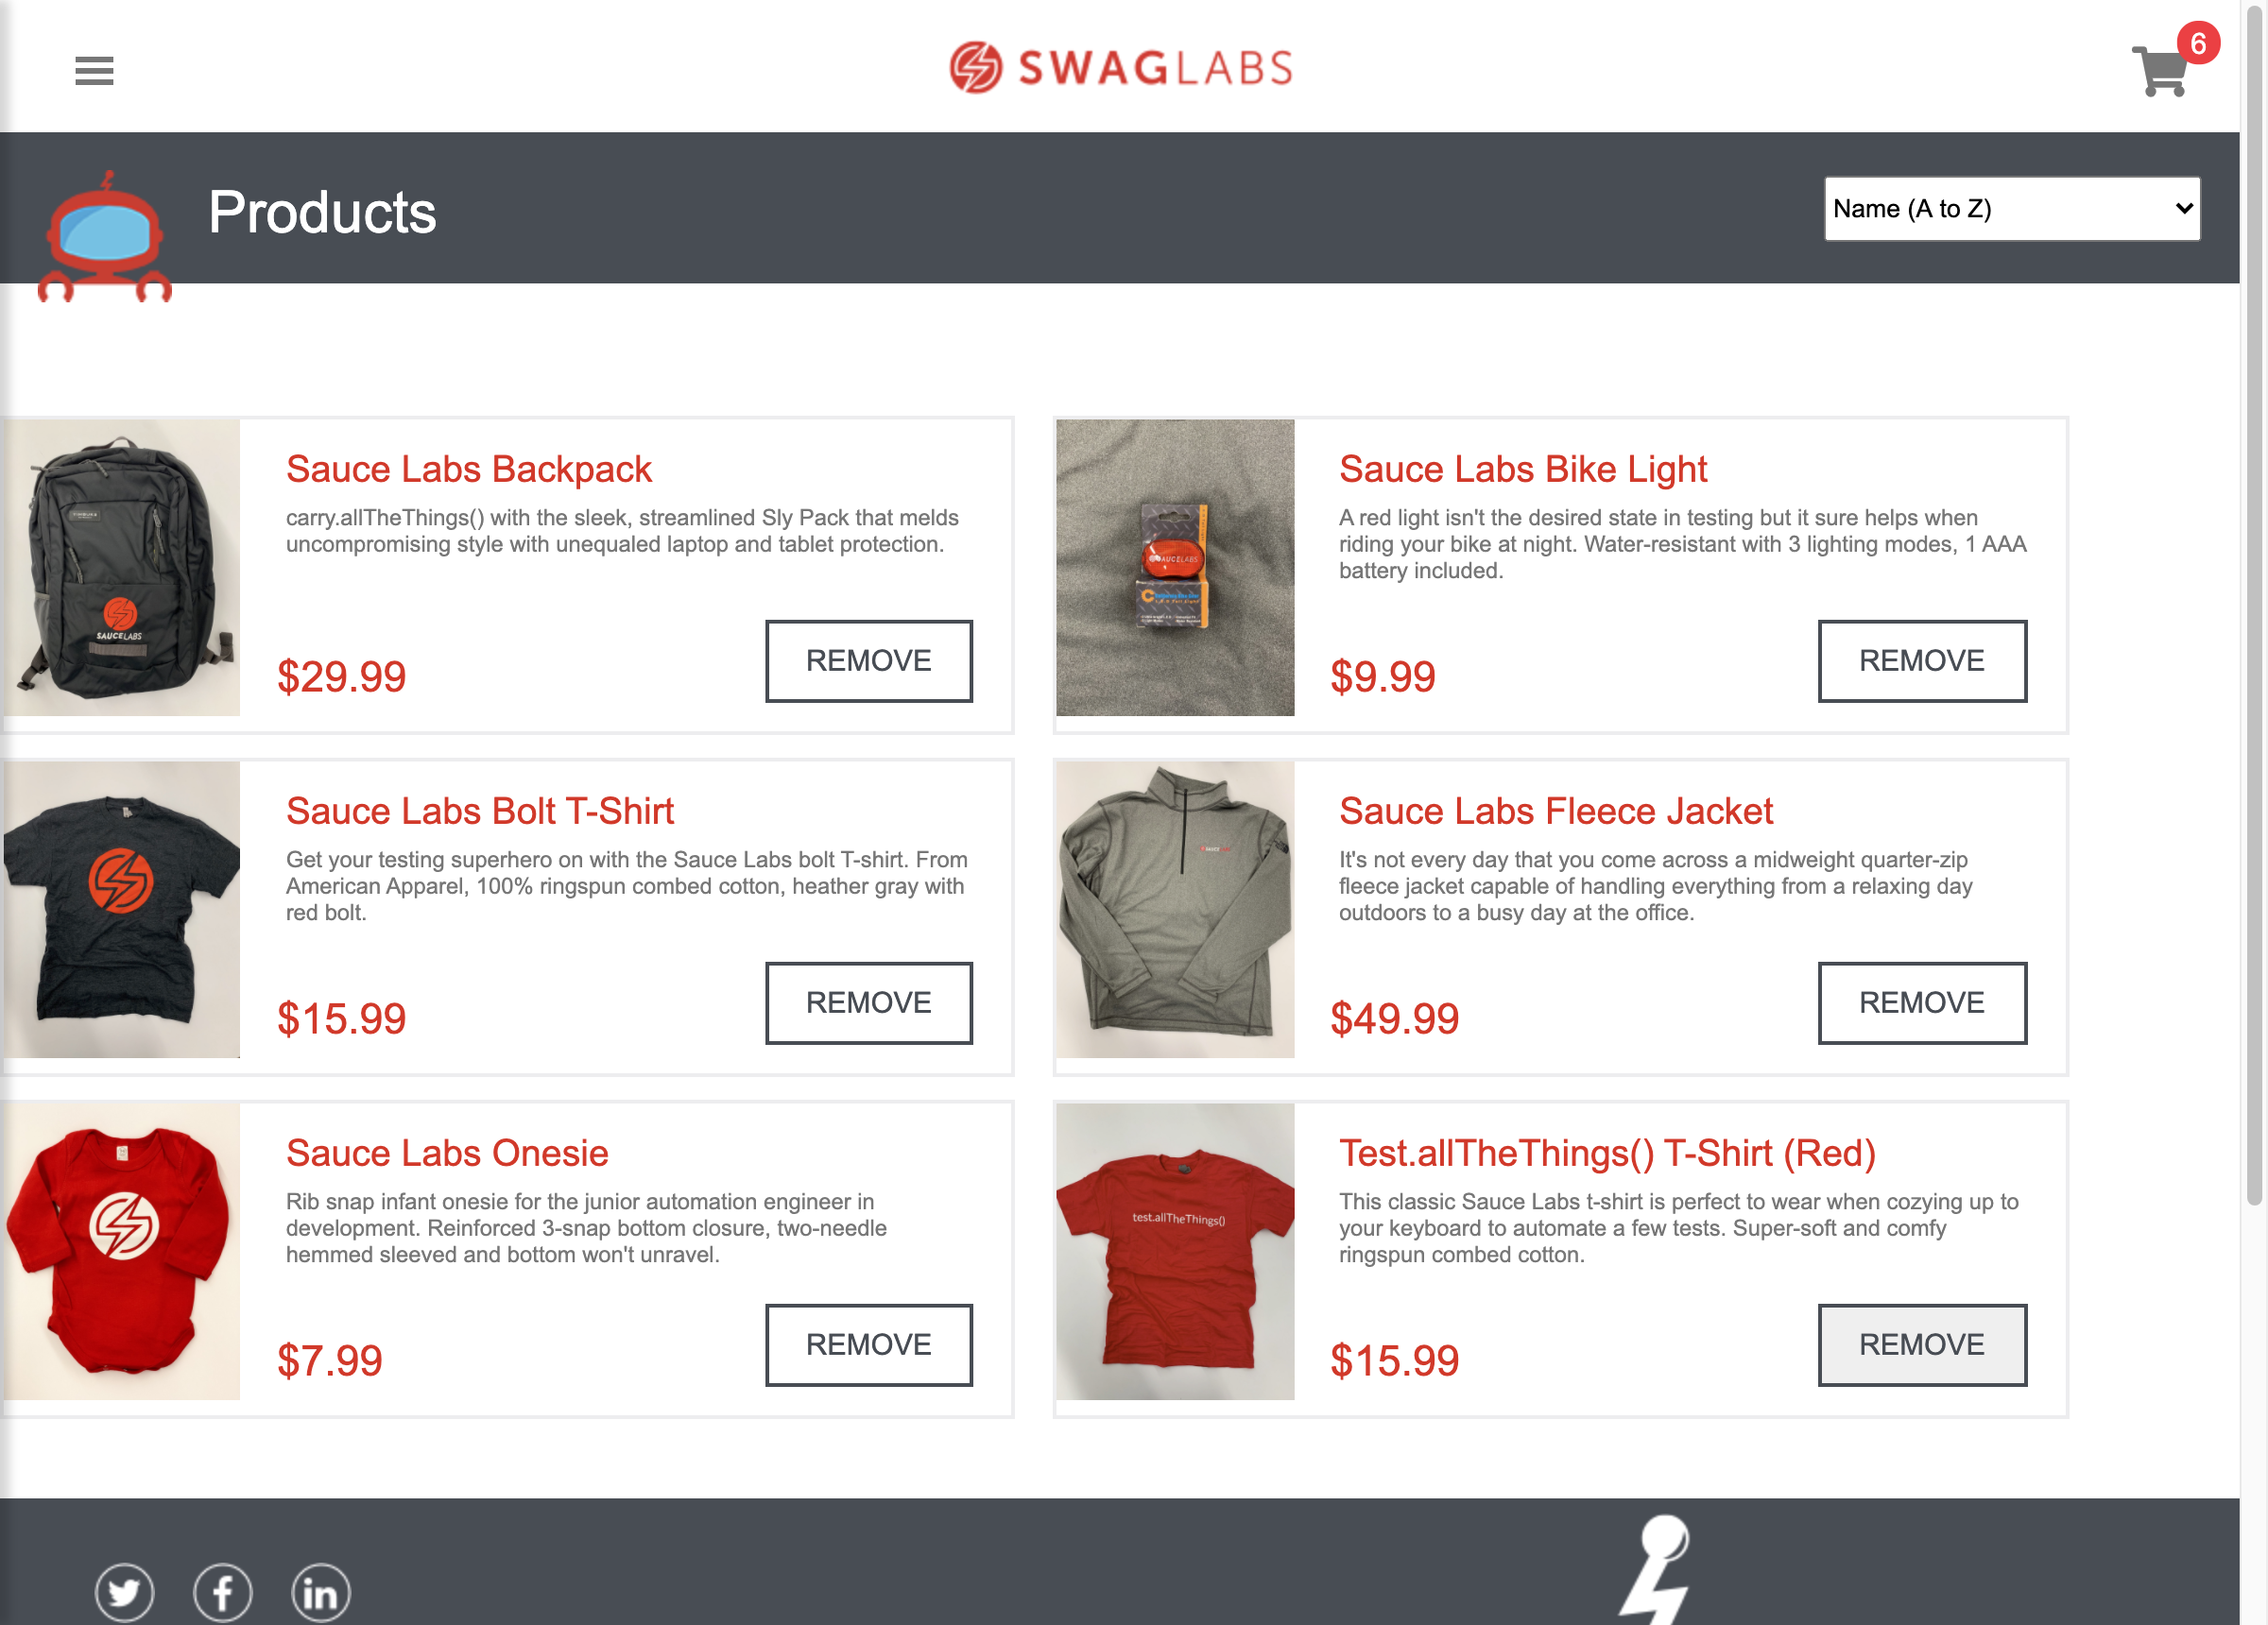 SWAGLABS
6
Products
Name (A to Z)
Sauce Labs Backpack
carry.allTheThings() with the sleek, streamlined Sly Pack that melds
uncompromising style with unequaled laptop and tablet protection.
$29.99
REMOVE
SAUCELABS
Sauce Labs Bike Light
A red light isn't the desired state in testing but it sure helps when
riding your bike at night. Water-resistant with 3 lighting modes, 1 AAA
battery included.
$9.99
REMOVE
SAUCELABS
Sauce Labs Bolt T-Shirt
Get your testing superhero on with the Sauce Labs bolt T-shirt. From
American Apparel, 100% ringspun combed cotton, heather gray with
red bolt.
$15.99
REMOVE
Sauce Labs Fleece Jacket
It's not every day that you come across a midweight quarter-zip
fleece jacket capable of handling everything from a relaxing day
outdoors to a busy day at the office.
$49.99
REMOVE
Sauce Labs Onesie
Rib snap infant onesie for the junior automation engineer in
development. Reinforced 3-snap bottom closure, two-needle
hemmed sleeved and bottom won't unravel.
$7.99
REMOVE
Test.allTheThings() T-Shirt (Red)
This classic Sauce Labs t-shirt is perfect to wear when cozying up to
your keyboard to automate a few tests. Super-soft and comfy
ringspun combed cotton.
$15.99
REMOVE
test.allTheThings()